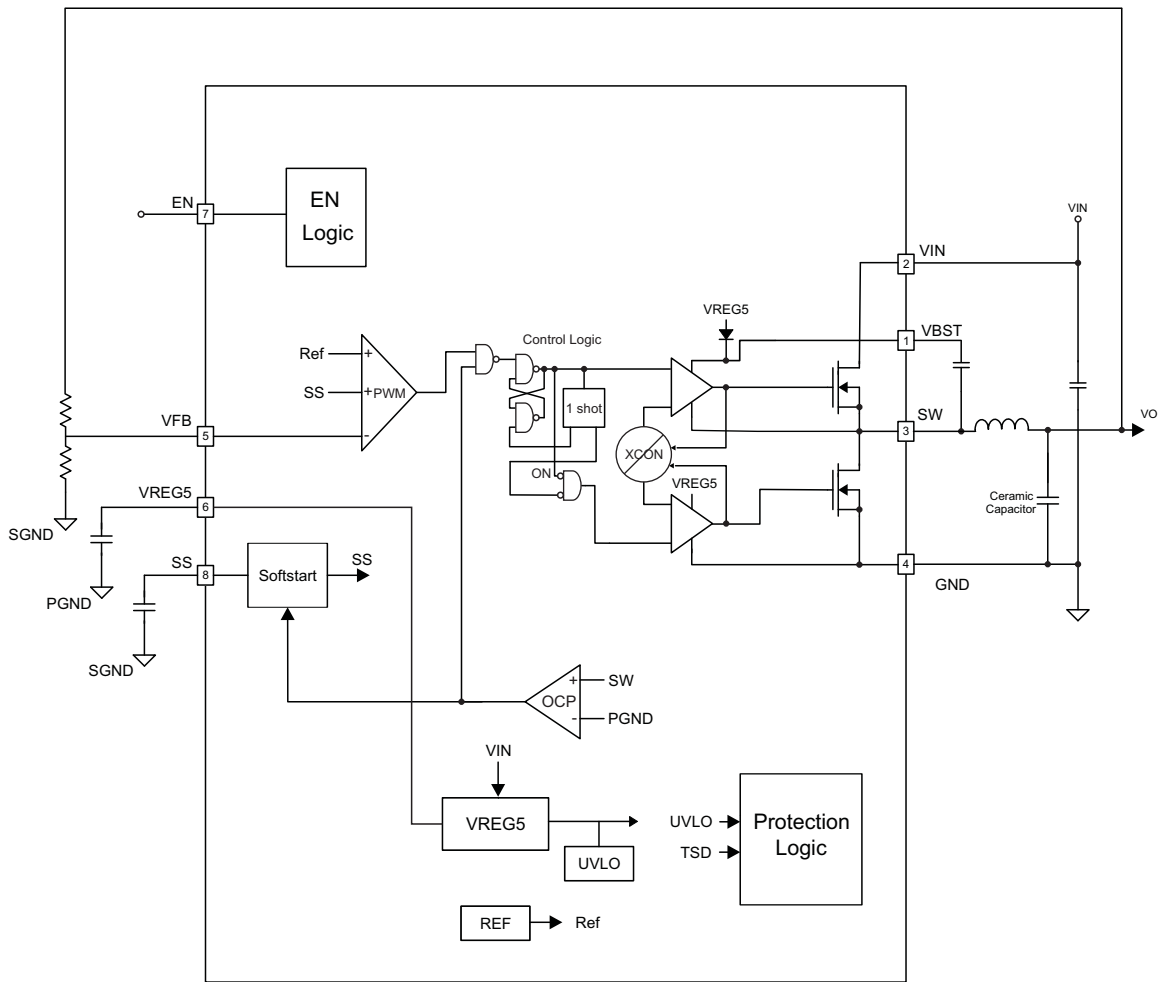 EN
7
EN
Logic
VIN
VIN
2
VREG5
VBST
1
Control Logic
Ref
+
SS
+
PWM
-
1 shot
SW
3
VO
VFB
5
XCON
ON
VREG5
VREG5
6
Ceramic
Capacitor
SGND
SS
8
Softstart
SS
4
GND
PGND
SGND
+
SW
OCP
-
PGND
VIN
VREG5
UVLO
UVLO
TSD
Protection
Logic
REF
Ref